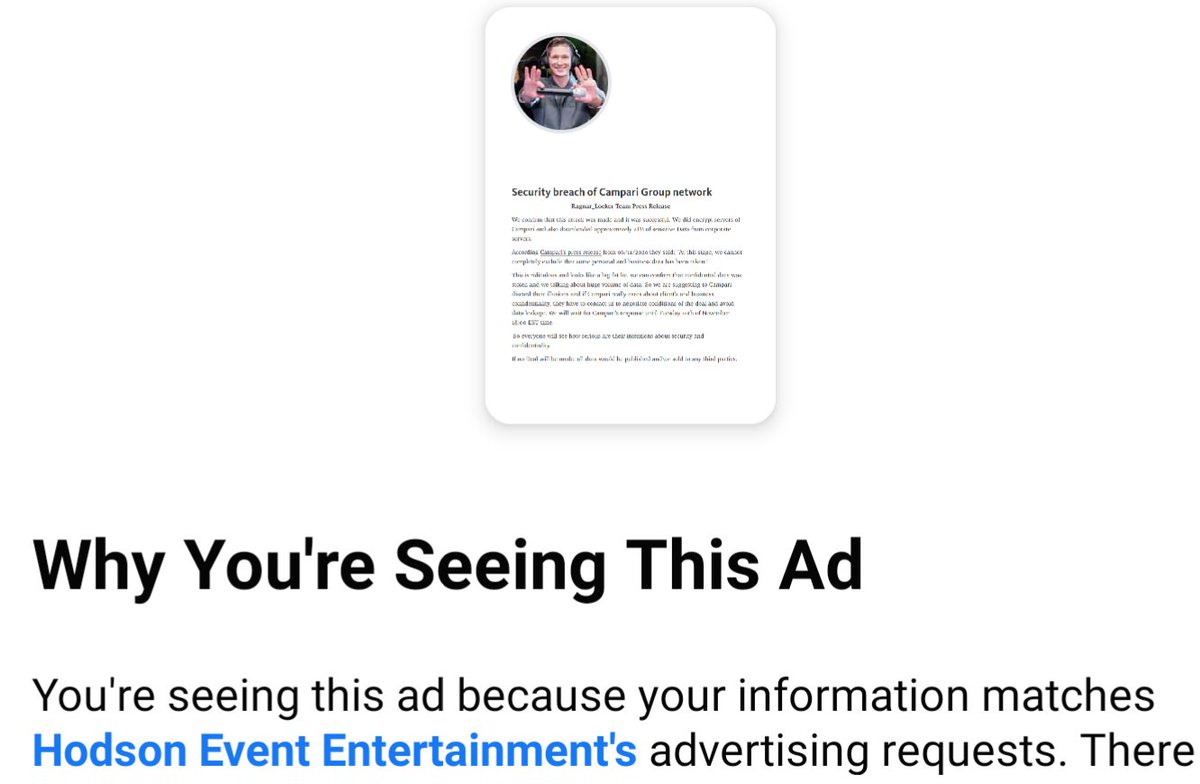 Security breach of Campari Group network
Ragnar_Locker Team Press Release
We confirm that this attack was made and it was successful. We did encrypt servers of
Campari and also downloaded approximately of sensitive Data from corporate
servers.
According Campari's press release from they said: "At this stage, we cannot
completely exclude that some personal and business data has been taken."
This is ridiculous and looks like a big fat lie. we can confirm that confidential data was
stolen and we talking about huge volume of data. So we are suggesting to Campari
discard their illusions and if Campari really cares about client's and business
confidentiality, they have to contact us to negotiate conditions of the deal and avoid
data leakage. We will wait for Campari's response until Tuesday of November
EST time.
So everyone will see how serious are their intentions about security and
confidentiality.
If no Deal will be made all data would be published and/or sold to any third parties.
Why You're Seeing This Ad
You're seeing this ad because your information matches
Hodson Event Entertainment's advertising requests. There